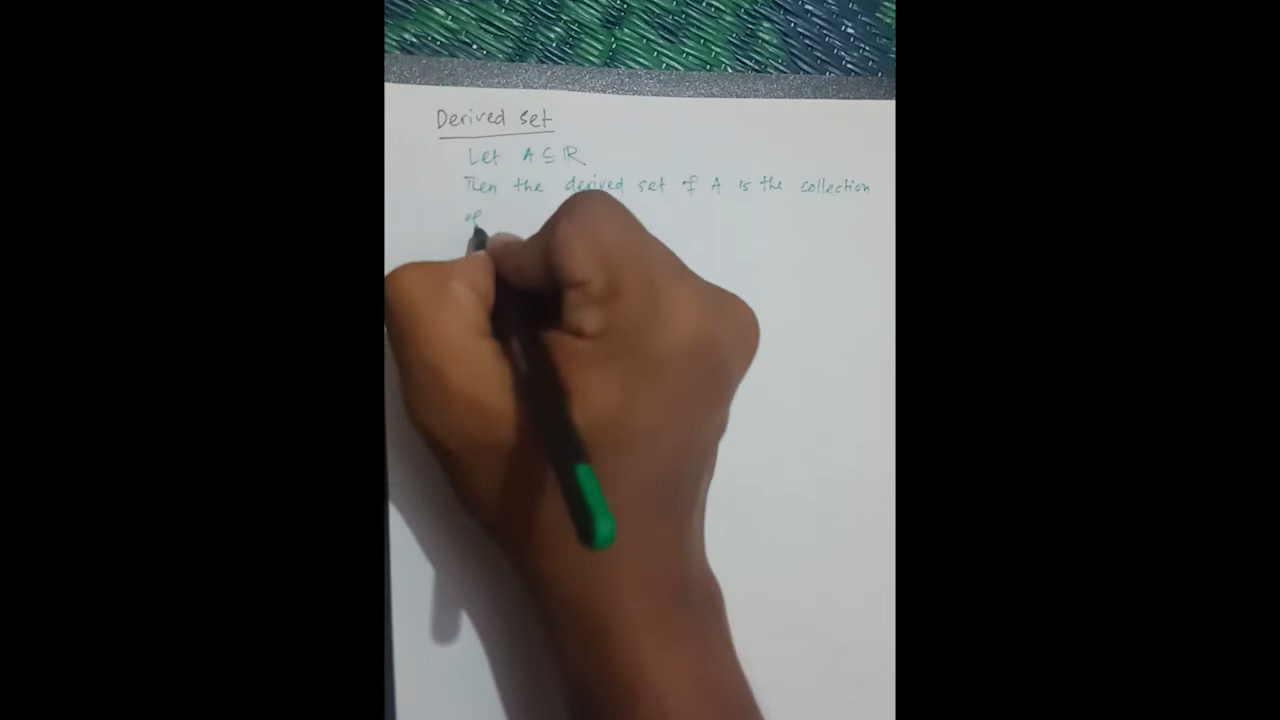 Derived set
Let A ⊆ ℝ
Then the derived set of A is the collection
of